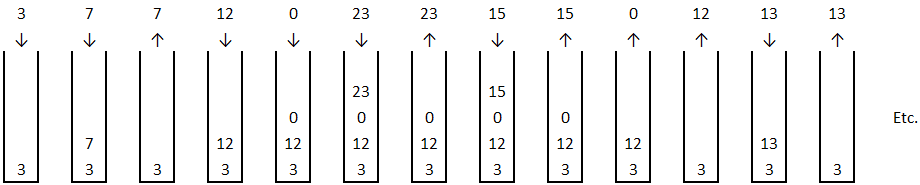 3 7 7 12 0 23 23 15 15 0 12 13 13
↓ ↓ ↑ ↓ ↓ ↓ ↑ ↓ ↑ ↑ ↑ ↓ ↑
23 15
0 0 0 0 0 Etc.
7 12 12 12 12 12 12 12 13
3 3 3 3 3 3 3 3 3 3 3 3 3